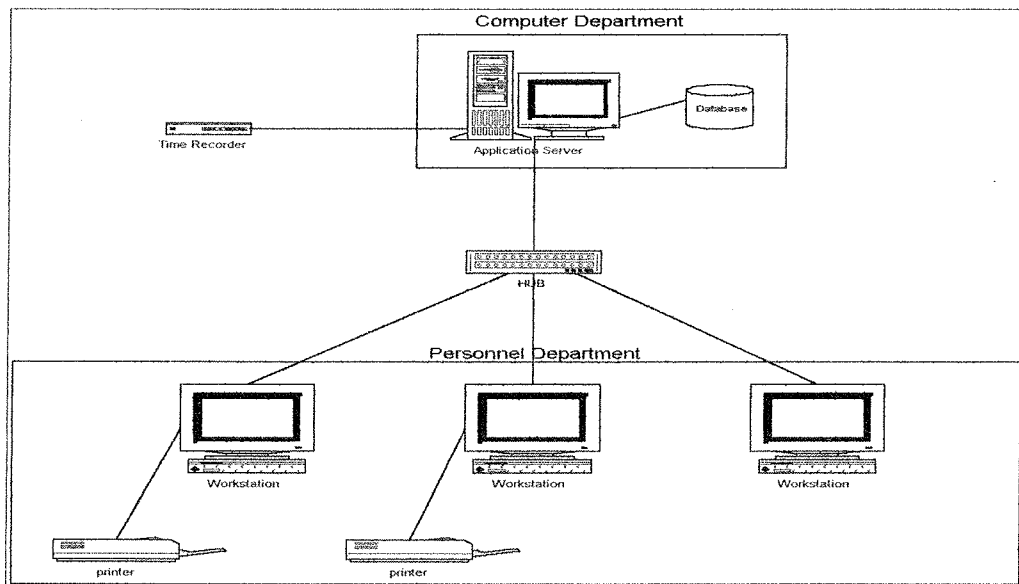 Computer Department
Database
Time Recorder
Application Server
HUB
Personnel Department
Workstation
Workstation
Workstation
printer
printer